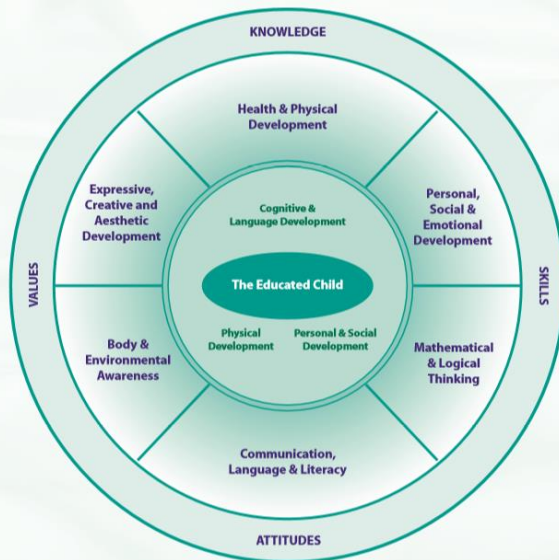 KNOWLEDGE
Health & Physical
Development
Expressive,
Creative and
Aesthetic
Development
Personal,
Social &
Emotional
Development
Cognitive &
Language Development
VALUES
The Educated Child
SKILLS
Physical
Development
Personal & Social
Development
Body &
Environmental
Awareness
Mathematical
& Logical
Thinking
Communication,
Language & Literacy
ATTITUDES